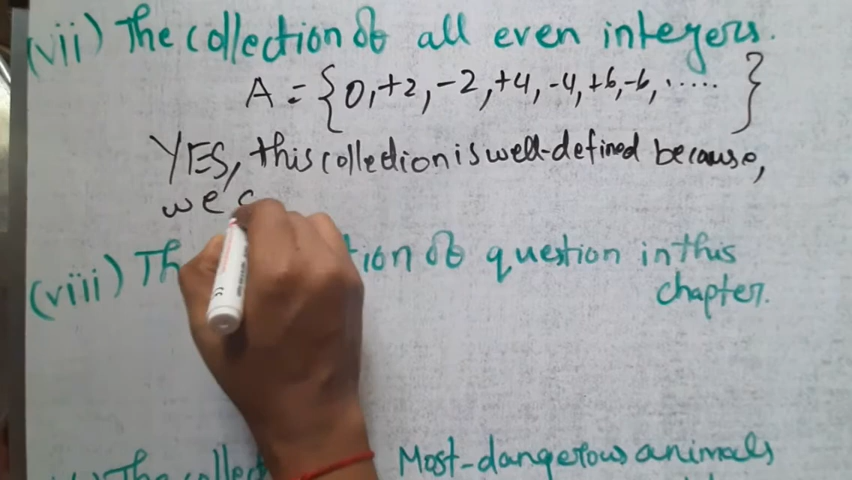 (vii) The collection of all even integers.
A = {0, +2, -2, +4, -4, +6, -6, ..... }
YES, this collection is well-defined because,
we c
(viii) Th tion of question in this
chapter.
The collec Most-dangerous animals